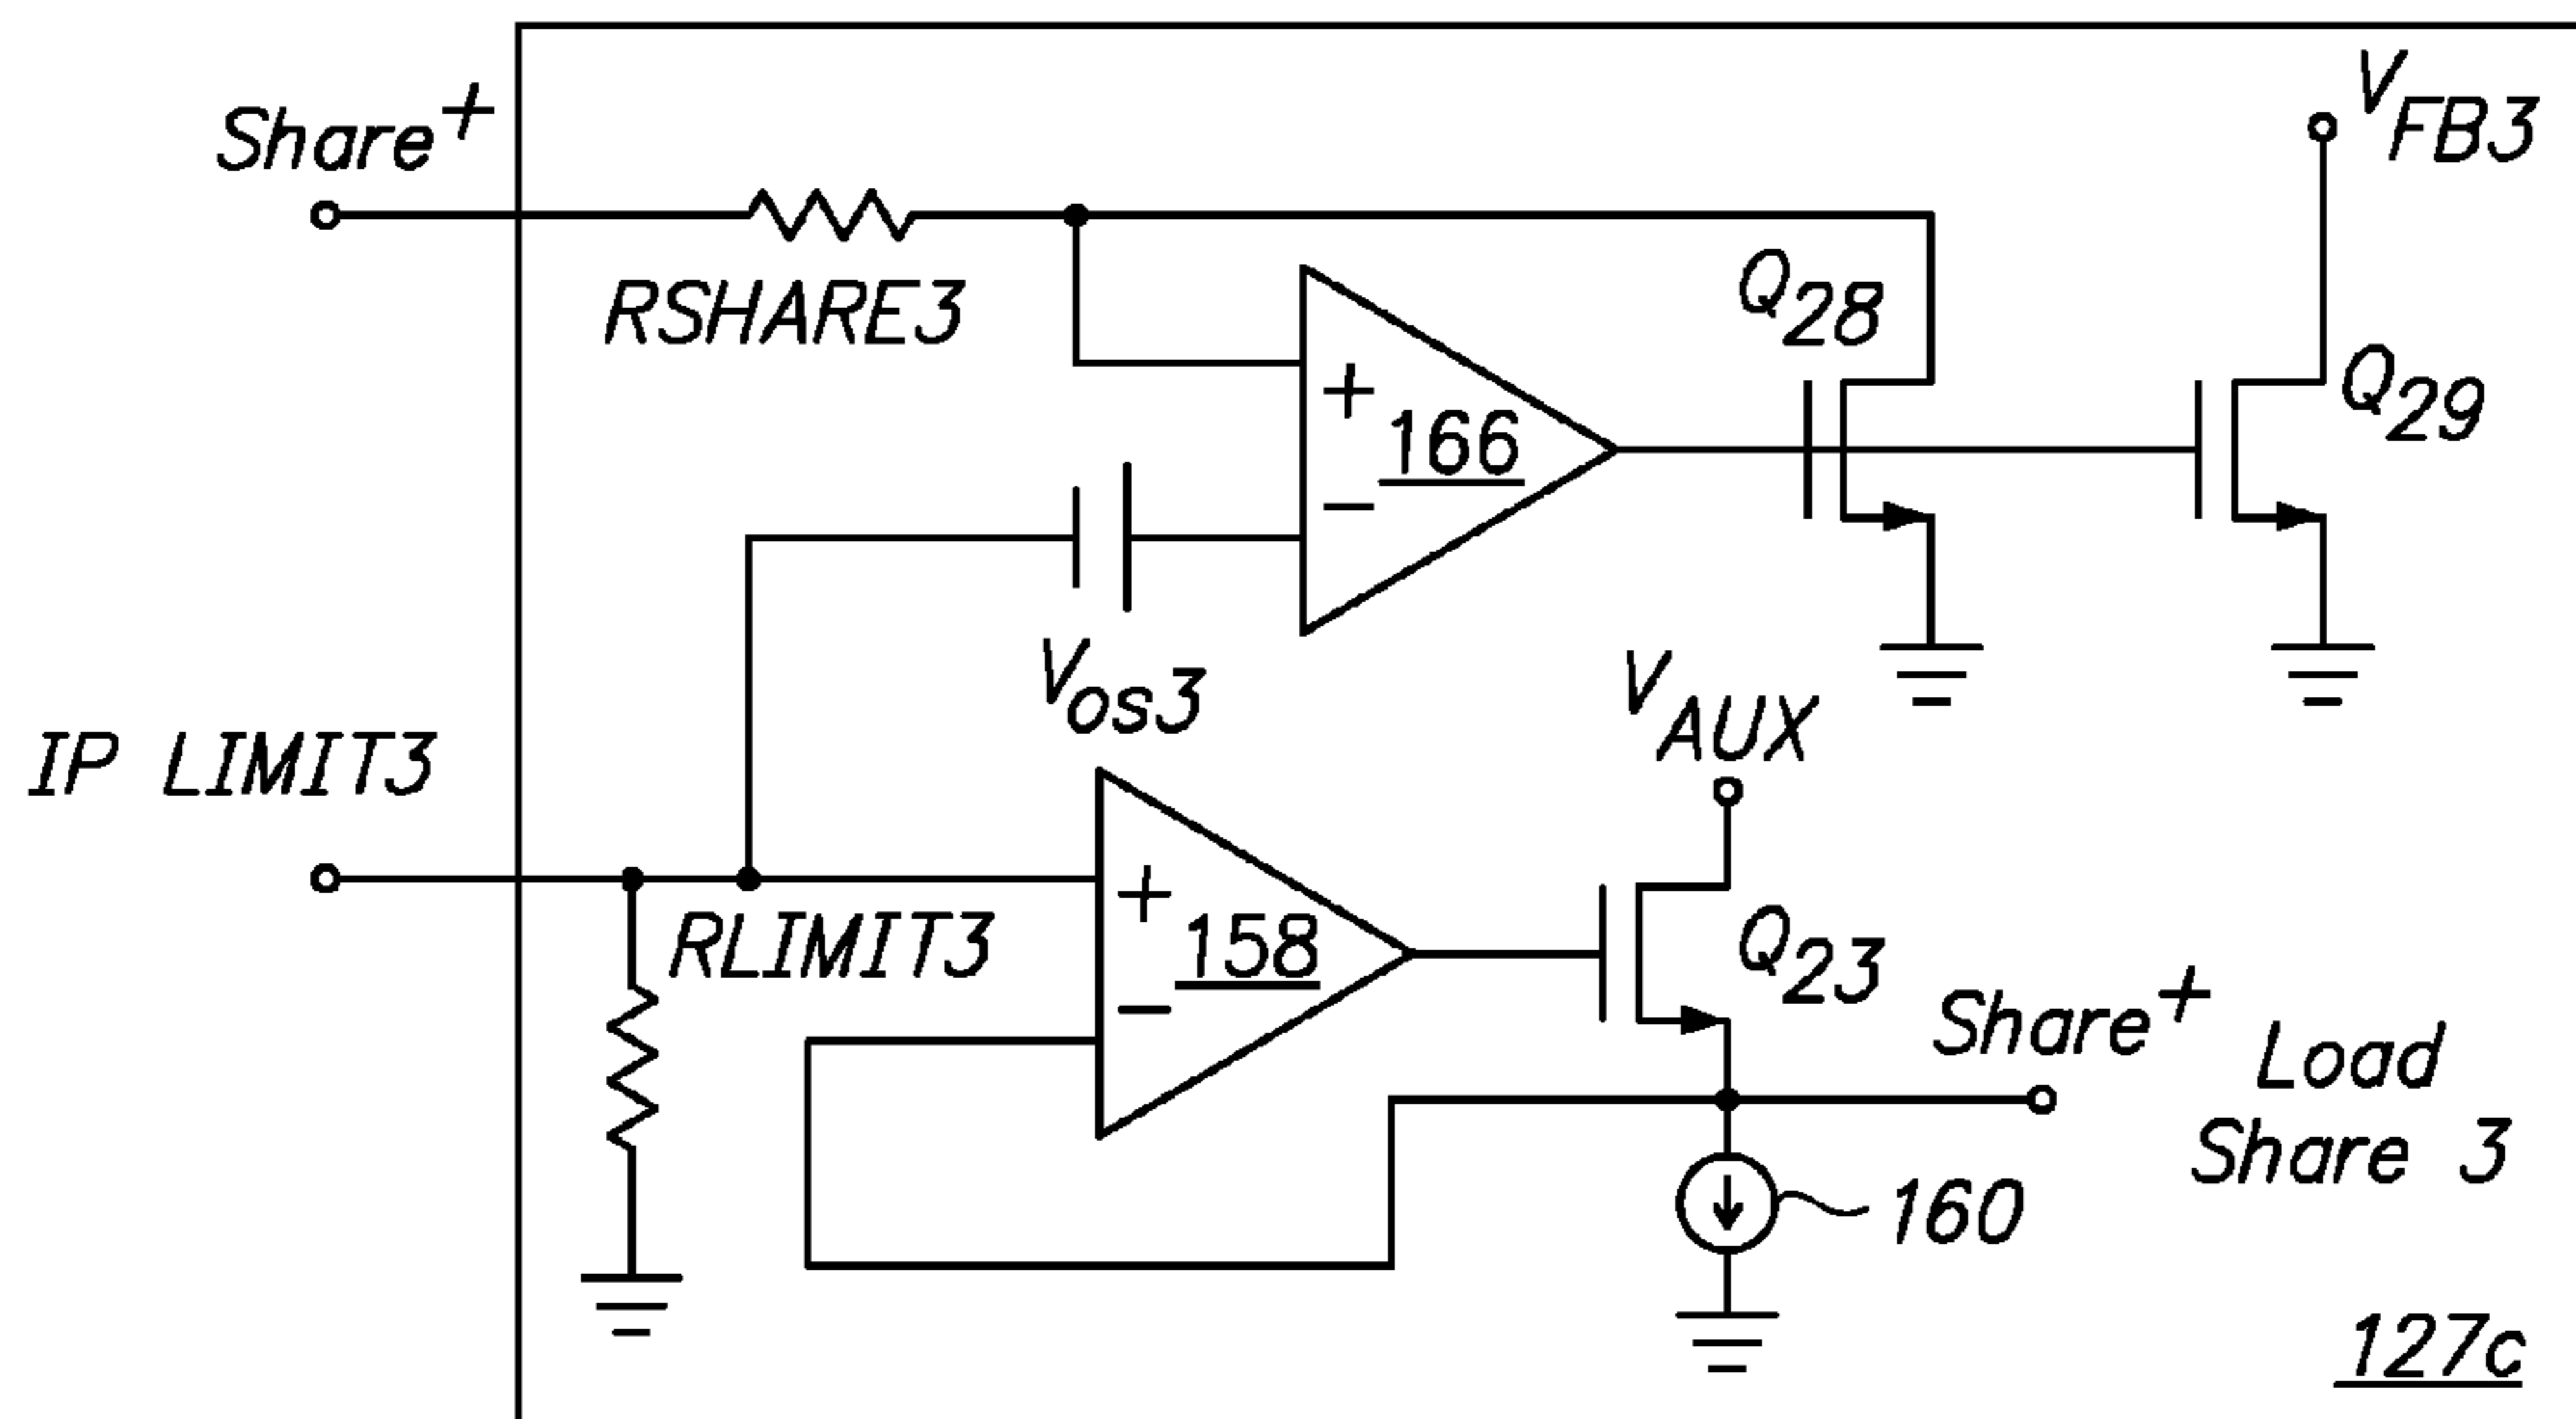 Share+
VFB3
RSHARE3
Q28
Q29
+
166
−
Vos3
VAUX
IP LIMIT3
RLIMIT3
+
158
−
Q23
Share+
Load
Share 3
160
127c